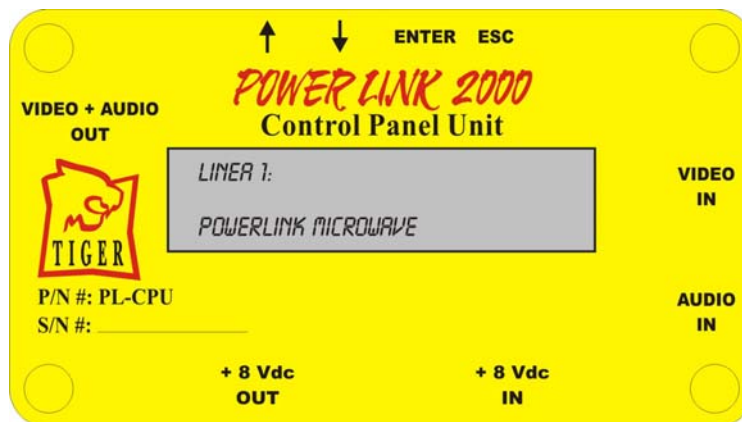 ↑ ↓ ENTER ESC
POWER LINK 2000
Control Panel Unit
VIDEO + AUDIO
OUT
LINEA 1:
POWERLINK MICROWAVE
VIDEO
IN
TIGER
P/N #: PL-CPU
S/N #:
AUDIO
IN
+ 8 Vdc
OUT
+ 8 Vdc
IN